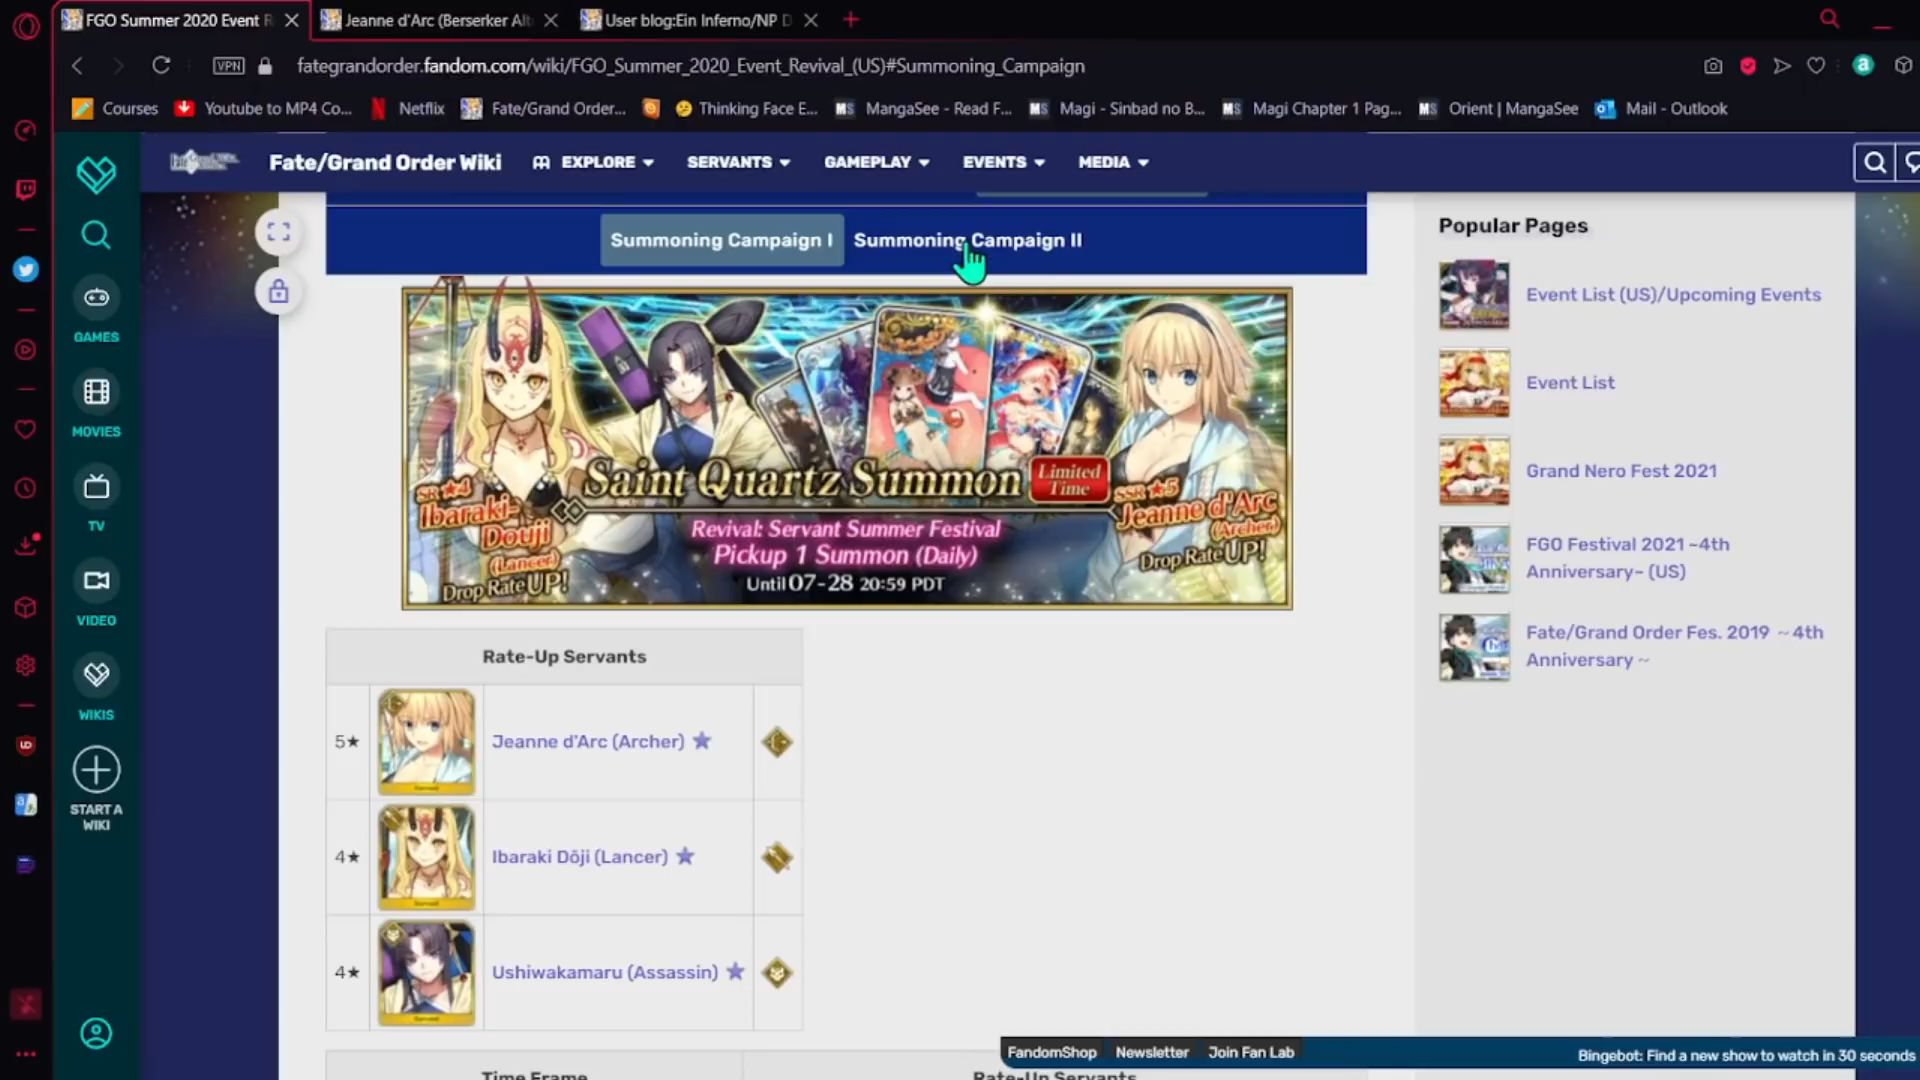 FGO Summer 2020 Event R
Jeanne d'Arc (Berserker Alt
User blog:Ein Inferno/NP D
VPN
fategrandorder.fandom.com/wiki/FGO_Summer_2020_Event_Revival_(US)#Summoning_Campaign
Courses
Youtube to MP4 Co...
Netflix
Fate/Grand Order...
Thinking Face E...
MangaSee - Read F...
Magi - Sinbad no B...
Magi Chapter 1 Pag...
Orient | MangaSee
Mail - Outlook
Fate/Grand Order Wiki
EXPLORE
SERVANTS
GAMEPLAY
EVENTS
MEDIA
GAMES
MOVIES
TV
VIDEO
WIKIS
START A
WIKI
Summoning Campaign I
Summoning Campaign II
Saint Quartz Summon
Limited
Time
Revival: Servant Summer Festival
Pickup 1 Summon (Daily)
Until 07-28 20:59 PDT
SR ★4
Ibaraki-
Douji
(Lancer)
Drop Rate UP!
SSR ★5
Jeanne d'Arc
(Archer)
Drop Rate UP!
Rate-Up Servants
5★
Jeanne d'Arc (Archer) ★
4★
Ibaraki Dōji (Lancer) ★
4★
Ushiwakamaru (Assassin) ★
Time Frame
Rate-Up Servants
Popular Pages
Event List (US)/Upcoming Events
Event List
Grand Nero Fest 2021
FGO Festival 2021 ~4th
Anniversary~ (US)
Fate/Grand Order Fes. 2019 ～4th
Anniversary～
FandomShop
Newsletter
Join Fan Lab
Bingebot: Find a new show to watch in 30 seconds